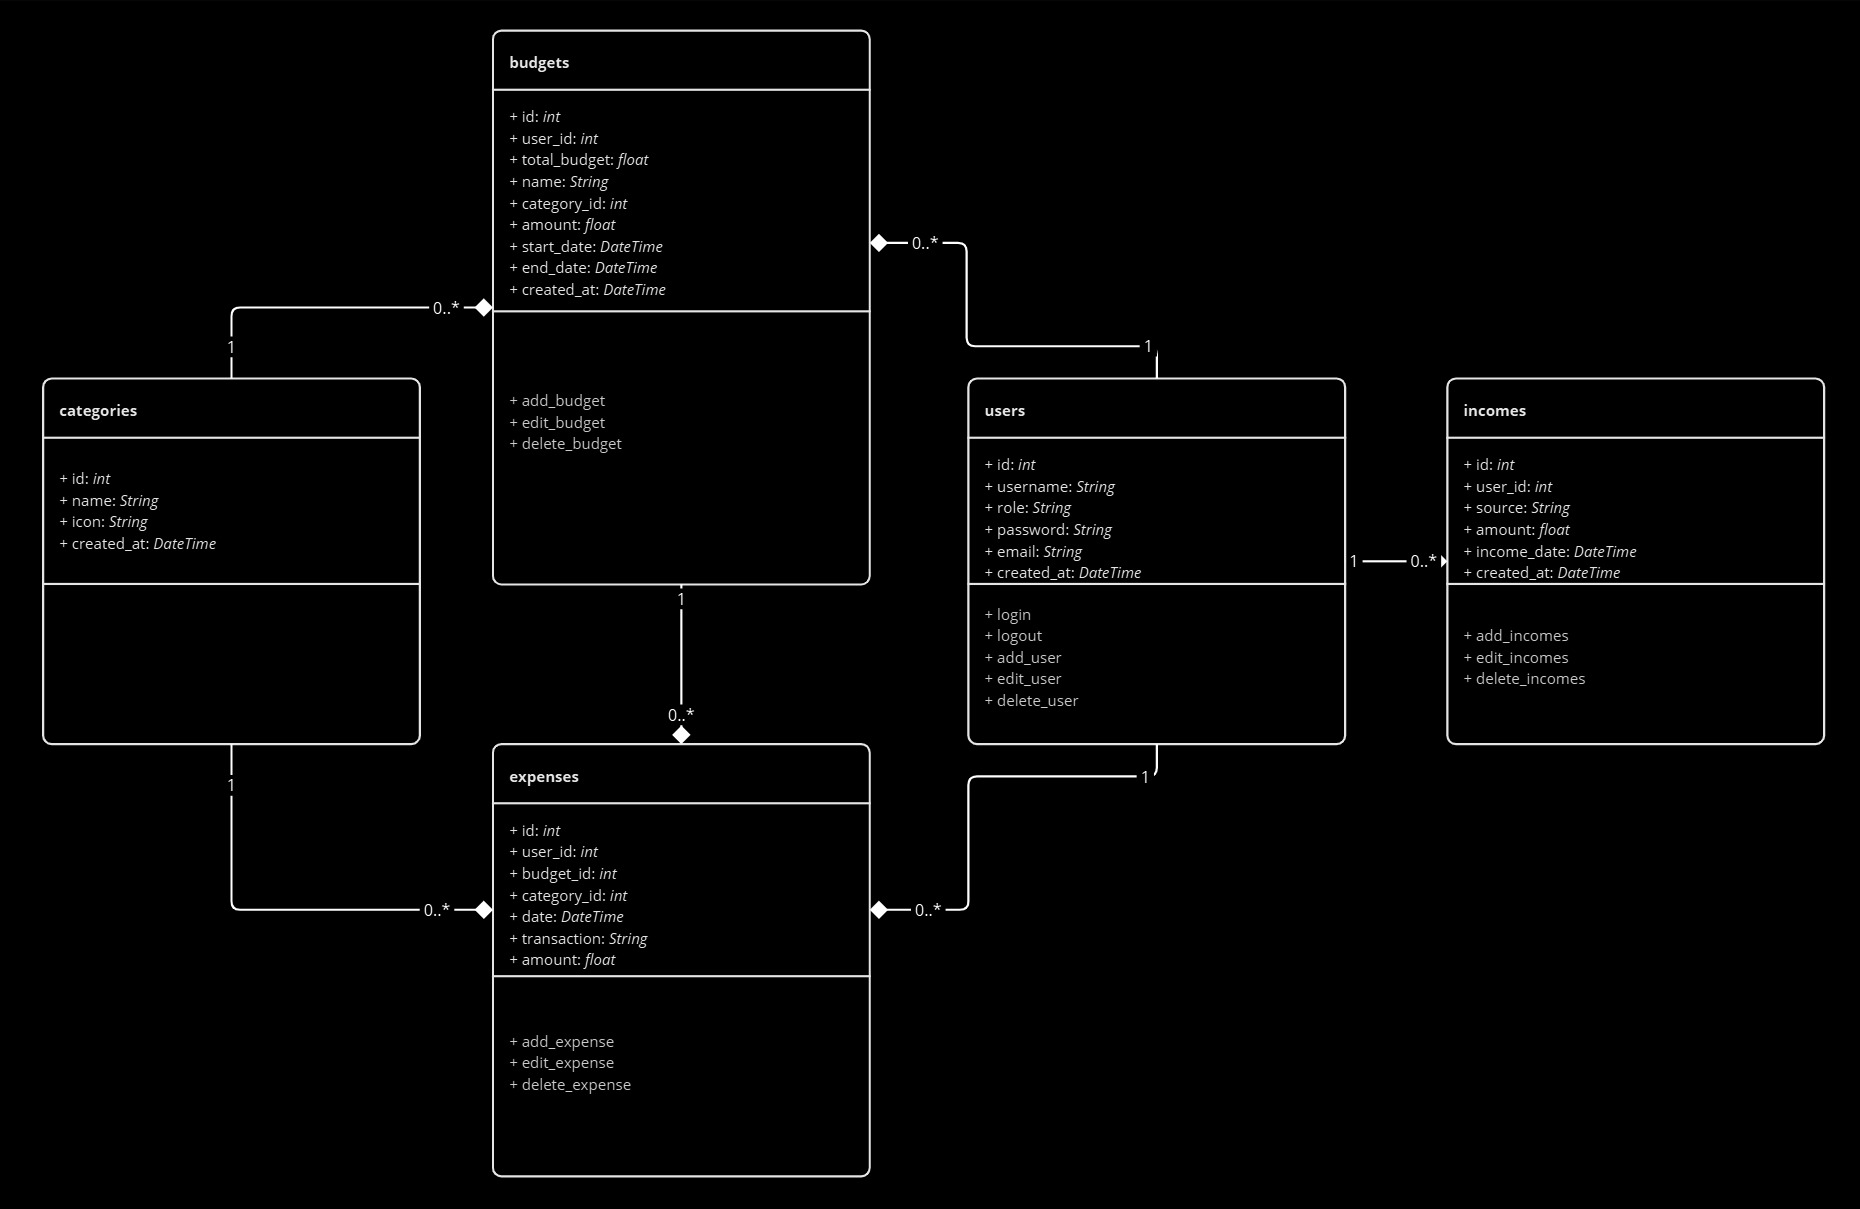 budgets
+ id: int
+ user_id: int
+ total_budget: float
+ name: String
+ category_id: int
+ amount: float
+ start_date: DateTime
+ end_date: DateTime
+ created_at: DateTime
+ add_budget
+ edit_budget
+ delete_budget
0..*
1
0..*
1
categories
+ id: int
+ name: String
+ icon: String
+ created_at: DateTime
users
+ id: int
+ username: String
+ role: String
+ password: String
+ email: String
+ created_at: DateTime
+ login
+ logout
+ add_user
+ edit_user
+ delete_user
1
0..*
incomes
+ id: int
+ user_id: int
+ source: String
+ amount: float
+ income_date: DateTime
+ created_at: DateTime
+ add_incomes
+ edit_incomes
+ delete_incomes
1
0..*
1
0..*
1
0..*
expenses
+ id: int
+ user_id: int
+ budget_id: int
+ category_id: int
+ date: DateTime
+ transaction: String
+ amount: float
+ add_expense
+ edit_expense
+ delete_expense